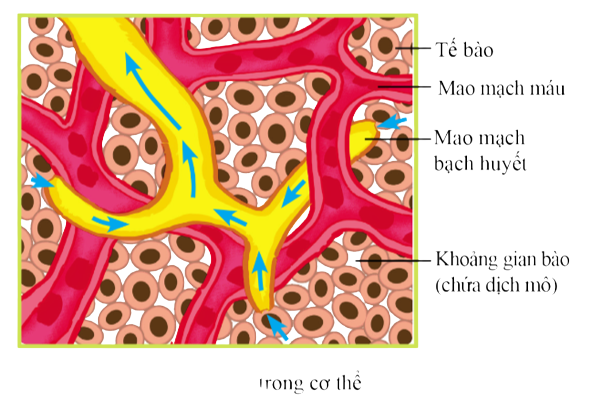 Tế bào
Mao mạch máu
Mao mạch
bạch huyết
Khoảng gian bào
(chứa dịch mô)
trong cơ thể